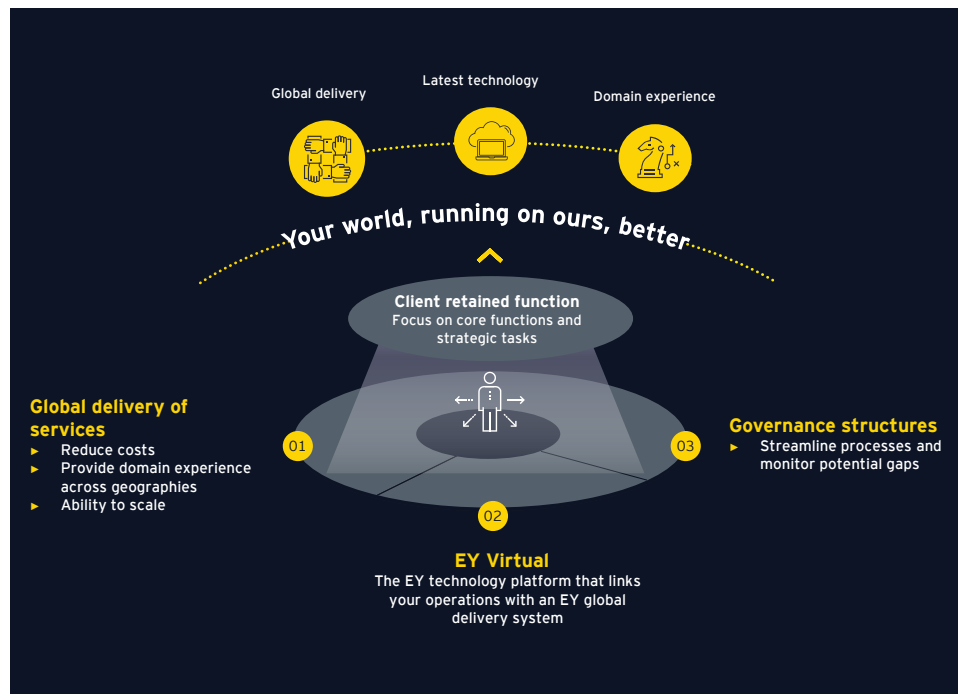 Latest technology
Global delivery
Domain experience
Your world, running on ours, better
Client retained function
Focus on core functions and
strategic tasks
Global delivery of
services
► Reduce costs
► Provide domain experience
across geographies
► Ability to scale
01
02
03
Governance structures
► Streamline processes and
monitor potential gaps
EY Virtual
The EY technology platform that links
your operations with an EY global
delivery system